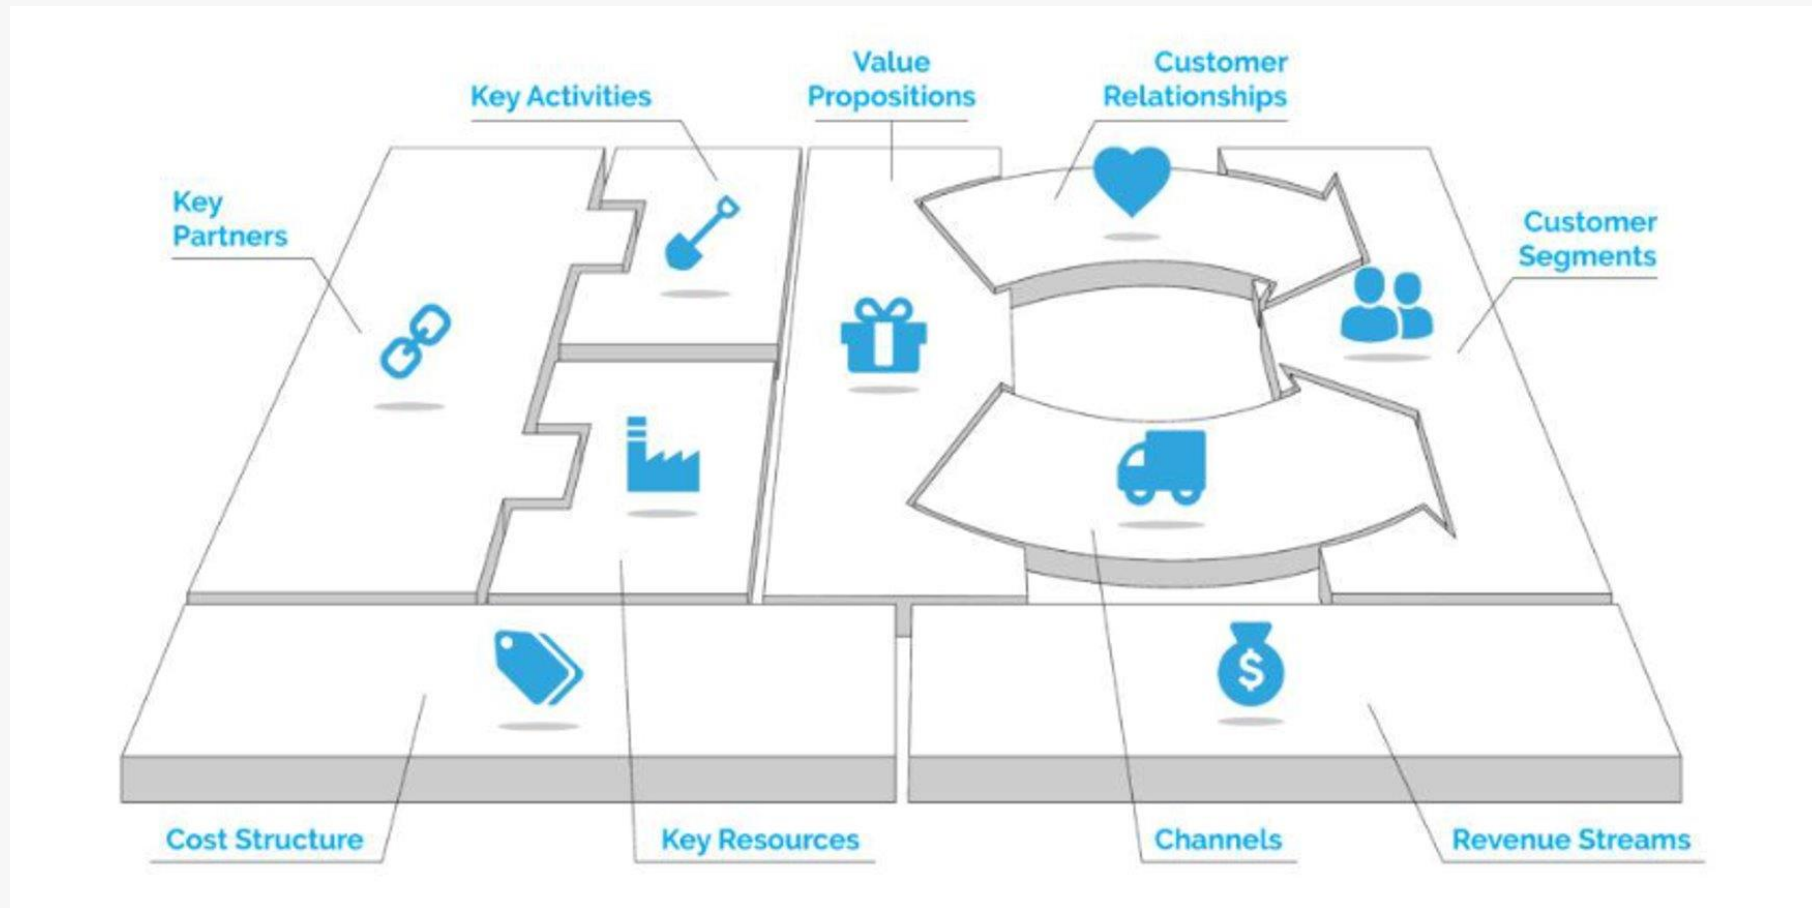 Key Activities
Value
Propositions
Customer
Relationships
Key
Partners
Customer
Segments
$
Cost Structure
Key Resources
Channels
Revenue Streams